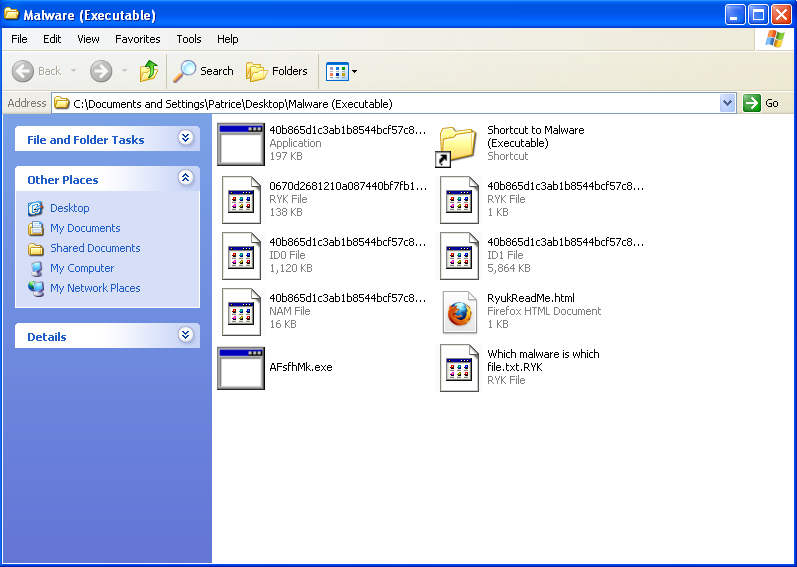 Malware (Executable)
File Edit View Favorites Tools Help
Back Search Folders
Address C:\Documents and Settings\Patrice\Desktop\Malware (Executable) Go
File and Folder Tasks
Other Places
Desktop
My Documents
Shared Documents
My Computer
My Network Places
Details
40b865d1c3ab1b8544bcf57c8...
Application
197 KB
Shortcut to Malware
(Executable)
Shortcut
0670d2681210a087440bf7fb1...
RYK File
138 KB
40b865d1c3ab1b8544bcf57c8...
RYK File
1 KB
40b865d1c3ab1b8544bcf57c8...
ID0 File
1,120 KB
40b865d1c3ab1b8544bcf57c8...
ID1 File
5,864 KB
40b865d1c3ab1b8544bcf57c8...
NAM File
16 KB
RyukReadMe.html
Firefox HTML Document
1 KB
AFsfhMk.exe
Which malware is which
file.txt.RYK
RYK File